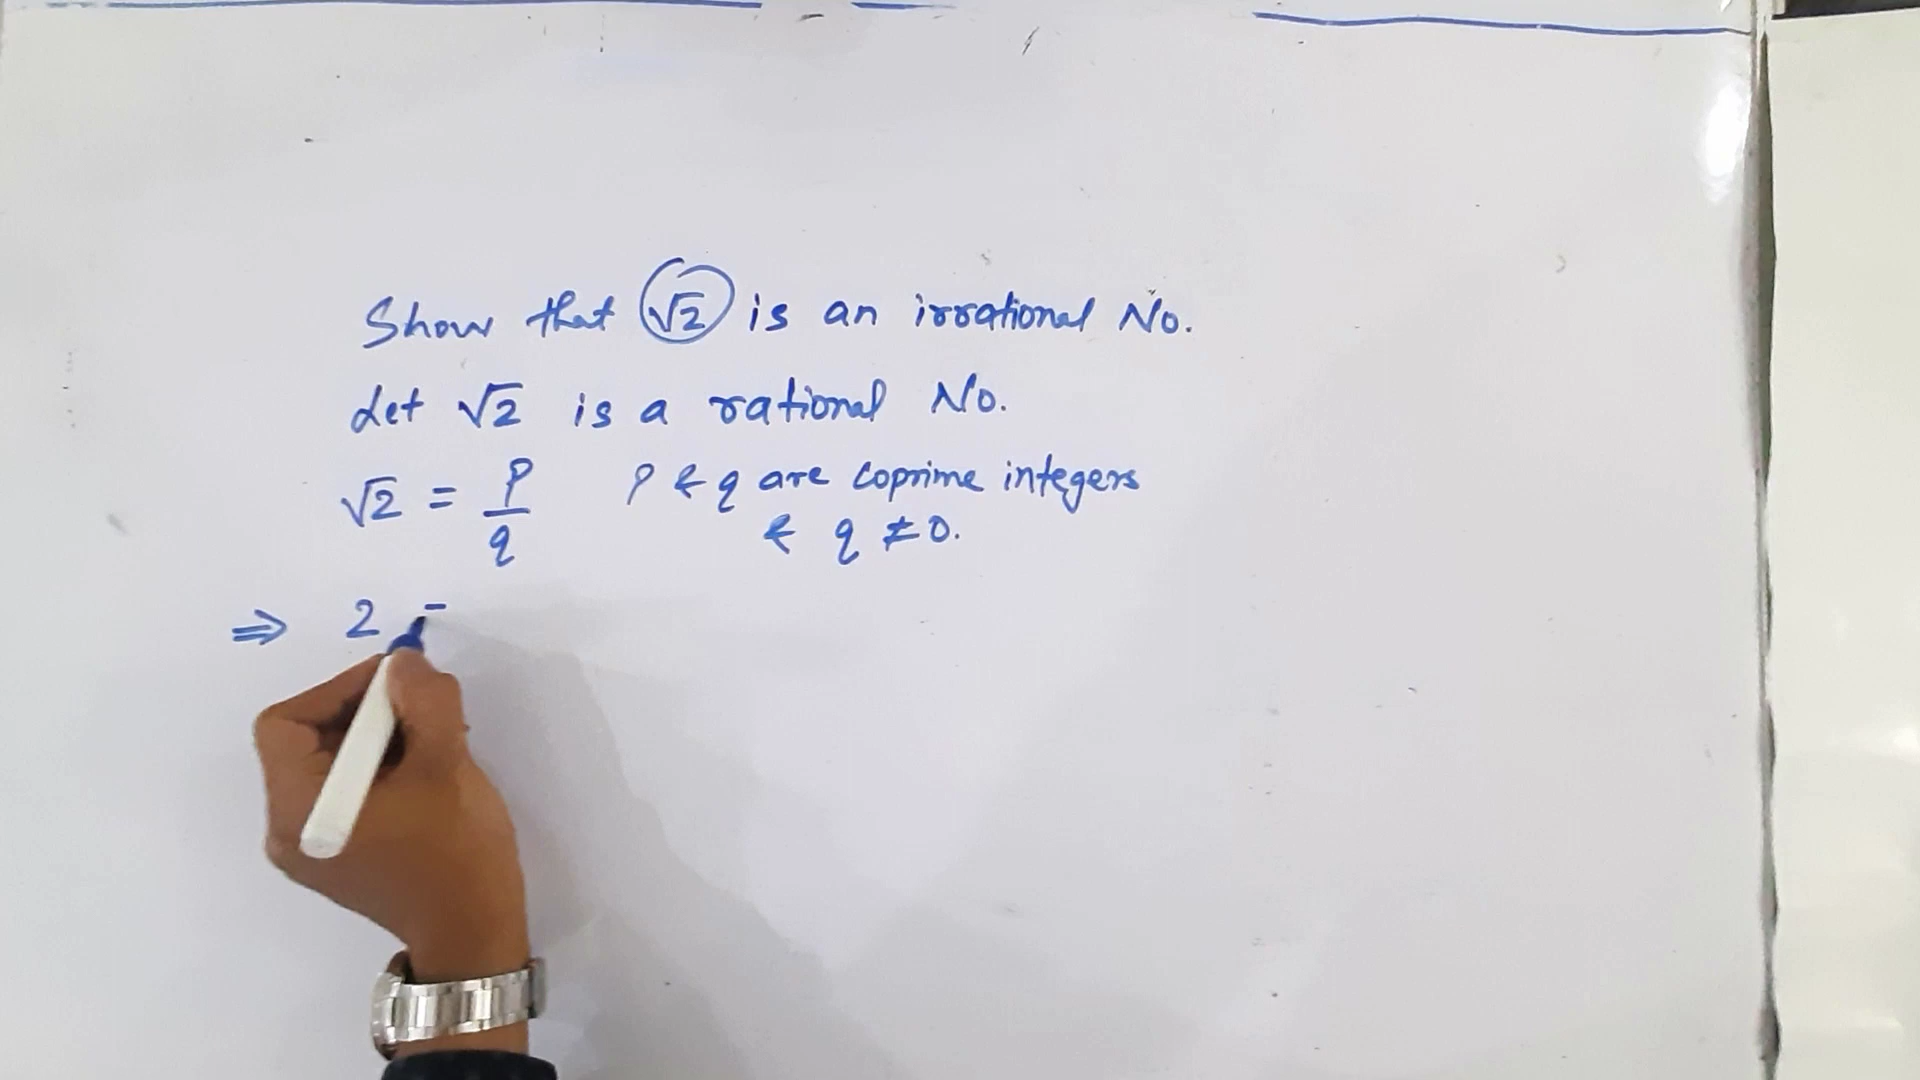 Show that √2 is an irrational No.
Let √2 is a rational No.
√2 = p/q p & q are coprime integers
& q ≠ 0.
⇒ 2 =